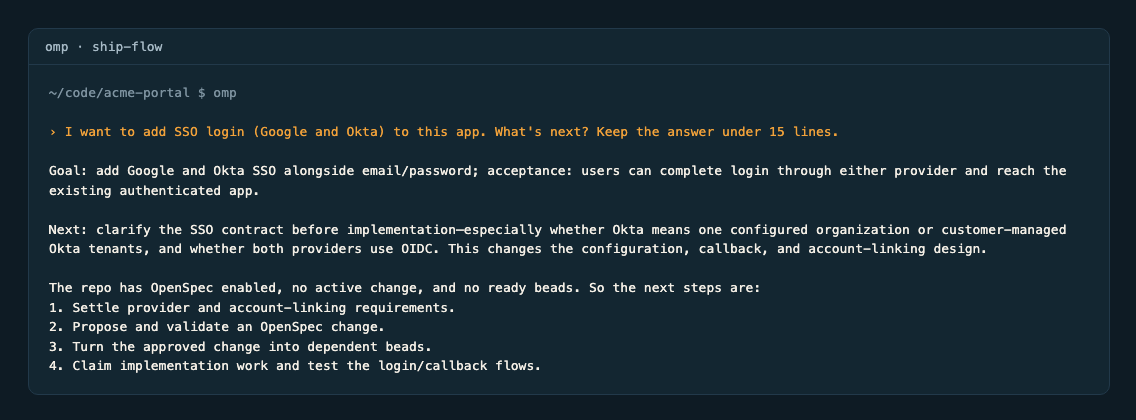 omp · ship-flow
~/code/acme-portal $ omp
› I want to add SSO login (Google and Okta) to this app. What's next? Keep the answer under 15 lines.
Goal: add Google and Okta SSO alongside email/password; acceptance: users can complete login through either provider and reach the
existing authenticated app.
Next: clarify the SSO contract before implementation—especially whether Okta means one configured organization or customer-managed
Okta tenants, and whether both providers use OIDC. This changes the configuration, callback, and account-linking design.
The repo has OpenSpec enabled, no active change, and no ready beads. So the next steps are:
1. Settle provider and account-linking requirements.
2. Propose and validate an OpenSpec change.
3. Turn the approved change into dependent beads.
4. Claim implementation work and test the login/callback flows.